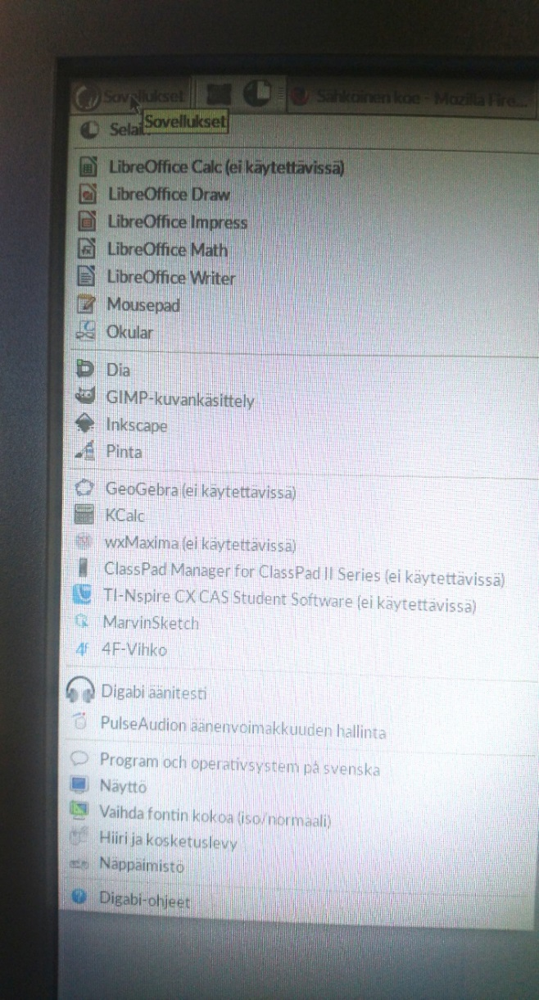 Sovellukset
Sähköinen koe - Mozilla Fire...
Sovellukset
Selai
LibreOffice Calc (ei käytettävissä)
LibreOffice Draw
LibreOffice Impress
LibreOffice Math
LibreOffice Writer
Mousepad
Okular
Dia
GIMP-kuvankäsittely
Inkscape
Pinta
GeoGebra (ei käytettävissä)
KCalc
wxMaxima (ei käytettävissä)
ClassPad Manager for ClassPad II Series (ei käytettävissä)
TI-Nspire CX CAS Student Software (ei käytettävissä)
MarvinSketch
4f 4F-Vihko
Digabi äänitesti
PulseAudion äänenvoimakkuuden hallinta
Program och operativsystem på svenska
Näyttö
Vaihda fontin kokoa (iso/normaali)
Hiiri ja kosketuslevy
Näppäimistö
Digabi-ohjeet